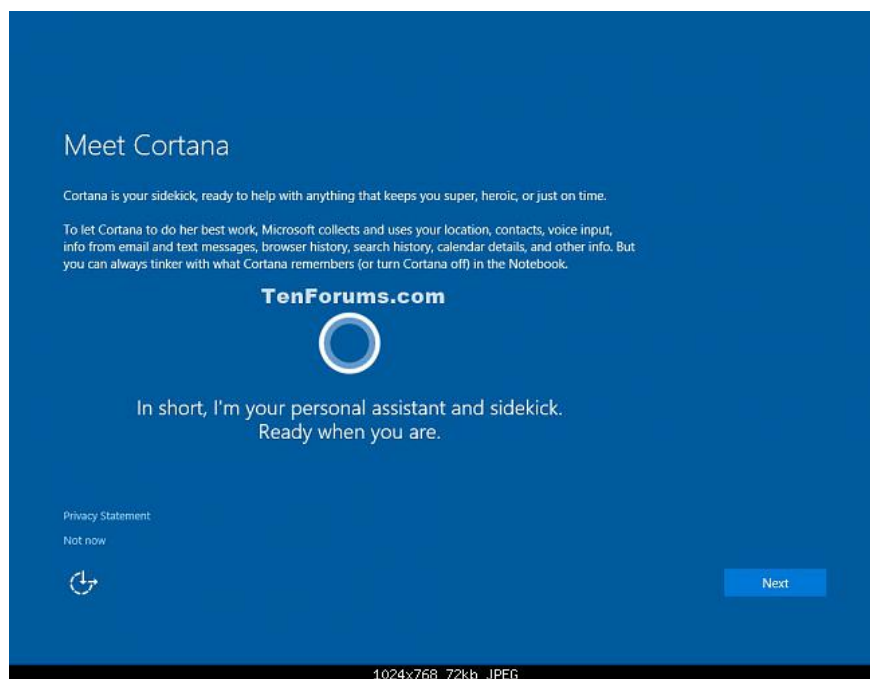 Meet Cortana
Cortana is your sidekick, ready to help with anything that keeps you super, heroic, or just on time.
To let Cortana to do her best work, Microsoft collects and uses your location, contacts, voice input,
info from email and text messages, browser history, search history, calendar details, and other info. But
you can always tinker with what Cortana remembers (or turn Cortana off) in the Notebook.
TenForums.com
In short, I'm your personal assistant and sidekick.
Ready when you are.
Privacy Statement
Not now
Next
1024x768 72kb JPEG